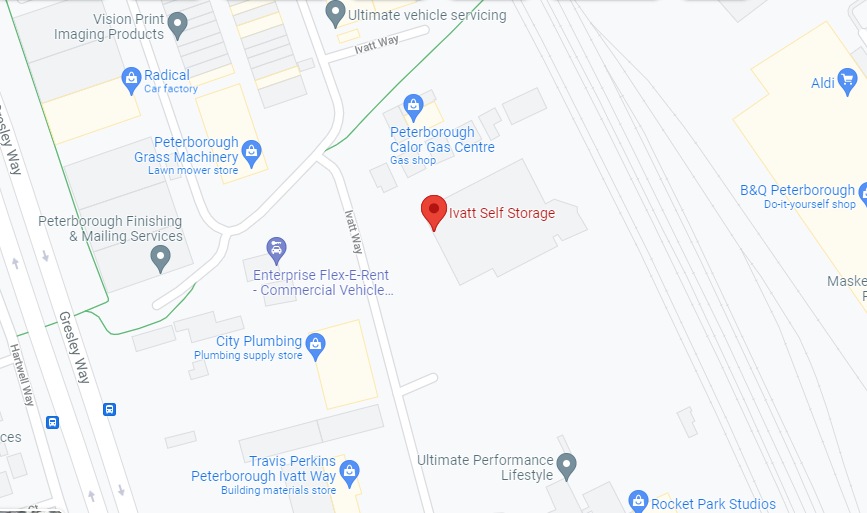 Vision Print
Imaging Products
Ultimate vehicle servicing
Ivatt Way
Radical
Car factory
Aldi
Gresley Way
Peterborough
Calor Gas Centre
Gas shop
Peterborough
Grass Machinery
Lawn mower store
B&Q Peterborough
Do-it-yourself shop
Ivatt Self Storage
Ivatt Way
Peterborough Finishing
& Mailing Services
Enterprise Flex-E-Rent
- Commercial Vehicle...
Maske
Gresley Way
City Plumbing
Plumbing supply store
Hartwell Way
ces
Travis Perkins
Peterborough Ivatt Way
Building materials store
Ultimate Performance
Lifestyle
Rocket Park Studios